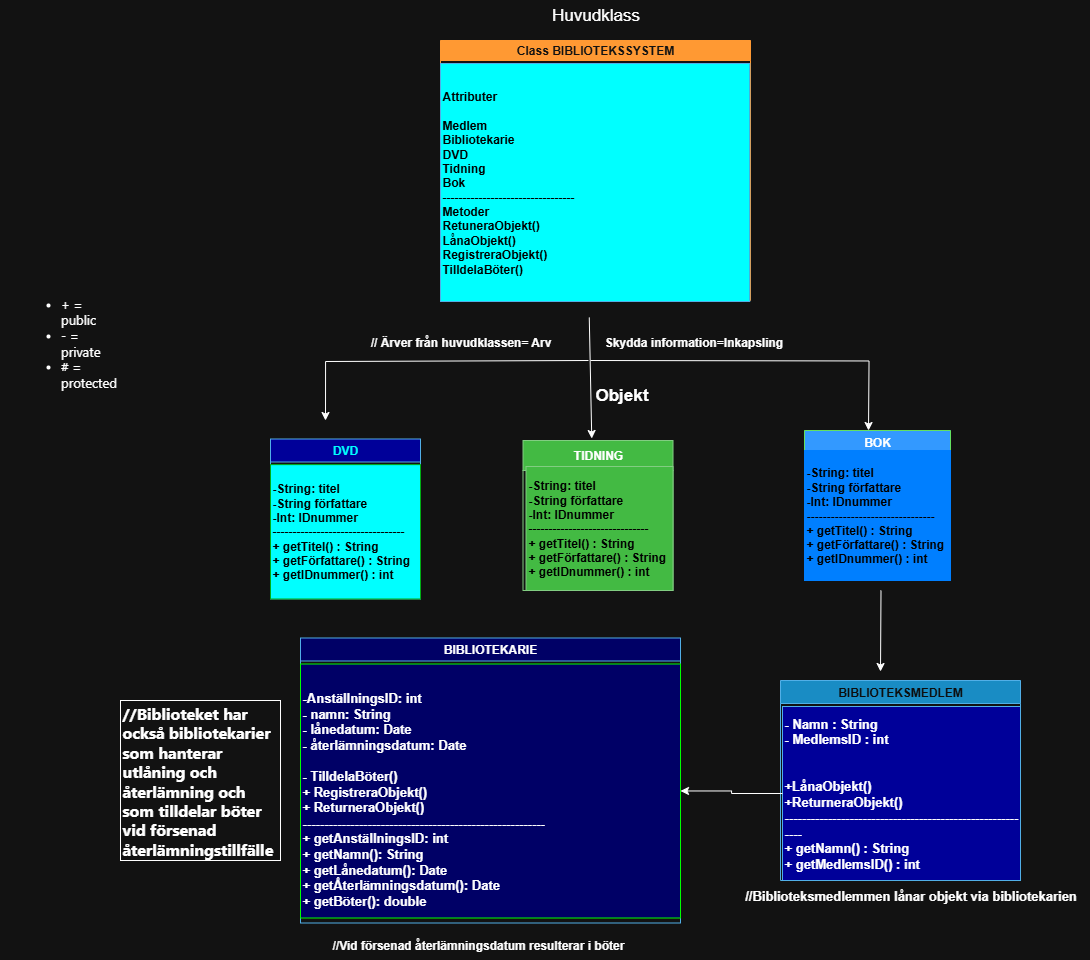 Huvudklass
Class BIBLIOTEKSSYSTEM
Attributer
Medlem
Bibliotekarie
DVD
Tidning
Bok
---------------------------------
Metoder
RetuneraObjekt()
LånaObjekt()
RegistreraObjekt()
TilldelaBöter()
• + =
public
• - =
private
• # =
protected
// Ärver från huvudklassen= Arv
Skydda information=Inkapsling
Objekt
DVD
-String: titel
-String författare
-Int: IDnummer
---------------------------------
+ getTitel() : String
+ getFörfattare() : String
+ getIDnummer() : int
TIDNING
-String: titel
-String författare
-Int: IDnummer
------------------------------
+ getTitel() : String
+ getFörfattare() : String
+ getIDnummer() : int
BOK
-String: titel
-String författare
-Int: IDnummer
--------------------------------
+ getTitel() : String
+ getFörfattare() : String
+ getIDnummer() : int
//Biblioteket har
också bibliotekarier
som hanterar
utlåning och
återlämning och
som tilldelar böter
vid försenad
återlämningstillfälle
BIBLIOTEKARIE
-AnställningsID: int
- namn: String
- lånedatum: Date
- återlämningsdatum: Date
- TilldelaBöter()
+ RegistreraObjekt()
+ ReturneraObjekt()
-------------------------------------------------------
+ getAnställningsID: int
+ getNamn(): String
+ getLånedatum(): Date
+ getÅterlämningsdatum(): Date
+ getBöter(): double
//Vid försenad återlämningsdatum resulterar i böter
BIBLIOTEKSMEDLEM
- Namn : String
- MedlemsID : int
+LånaObjekt()
+ReturneraObjekt()
-----------------------------------------------------
----
+ getNamn() : String
+ getMedlemsID() : int
//Biblioteksmedlemmen lånar objekt via bibliotekarien